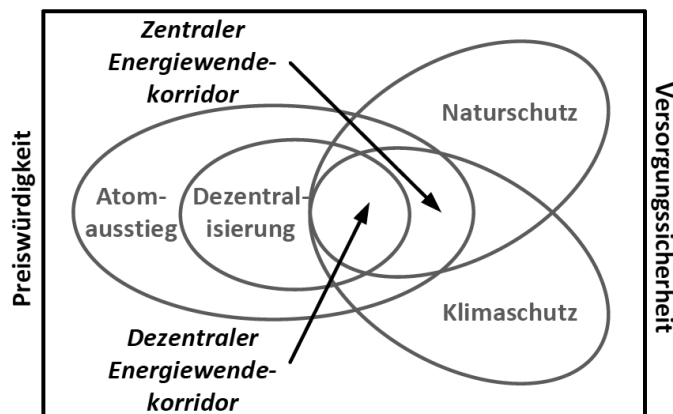 Zentraler
Energiewende-
korridor
Naturschutz
Preiswürdigkeit
Versorgungssicherheit
Atom-
ausstieg
Dezentral-
isierung
Klimaschutz
Dezentraler
Energiewende-
korridor